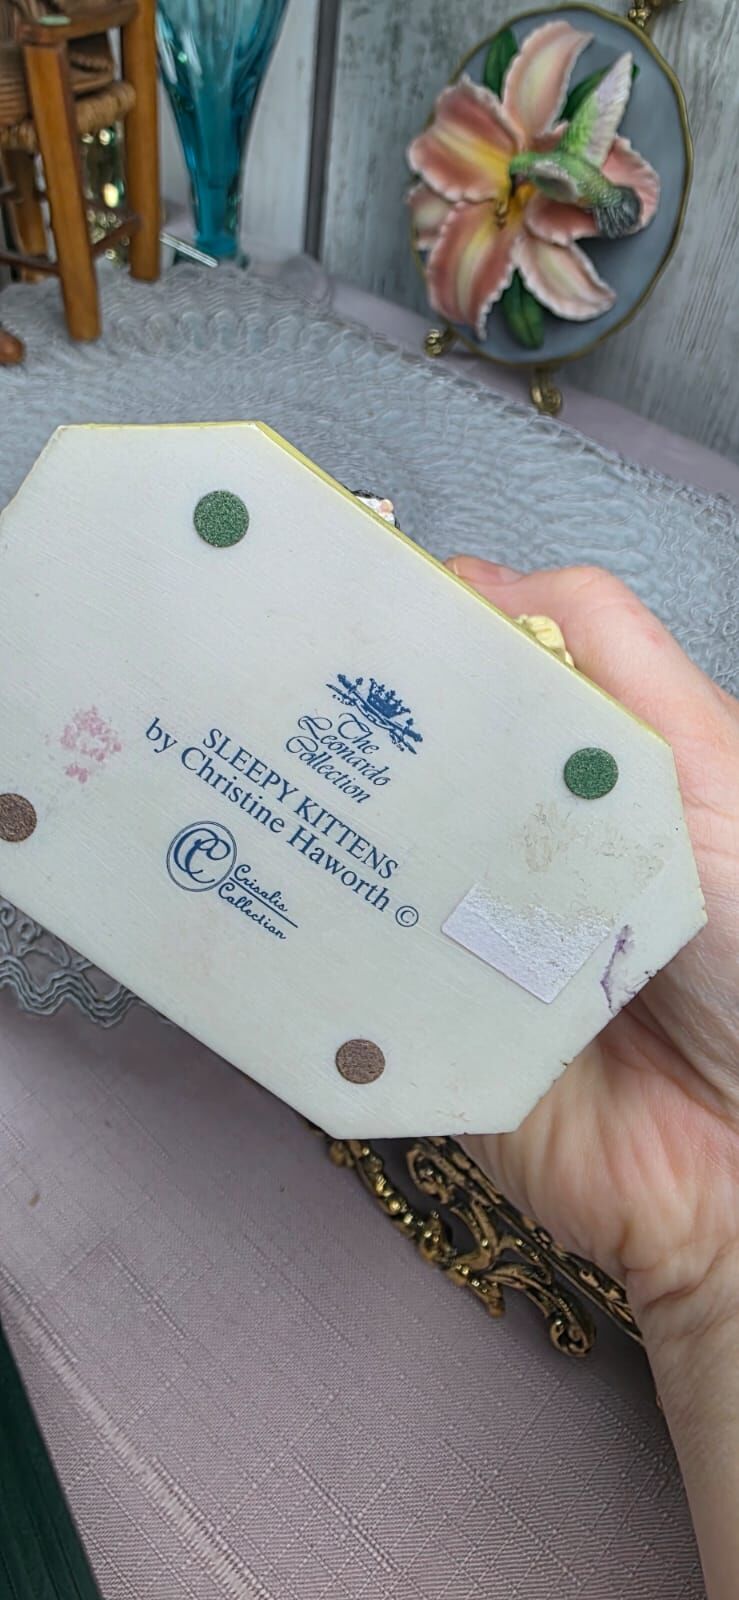 The
Leonardo
Collection
SLEEPY KITTENS
by Christine Haworth ©
CC
Crisalis
Collection